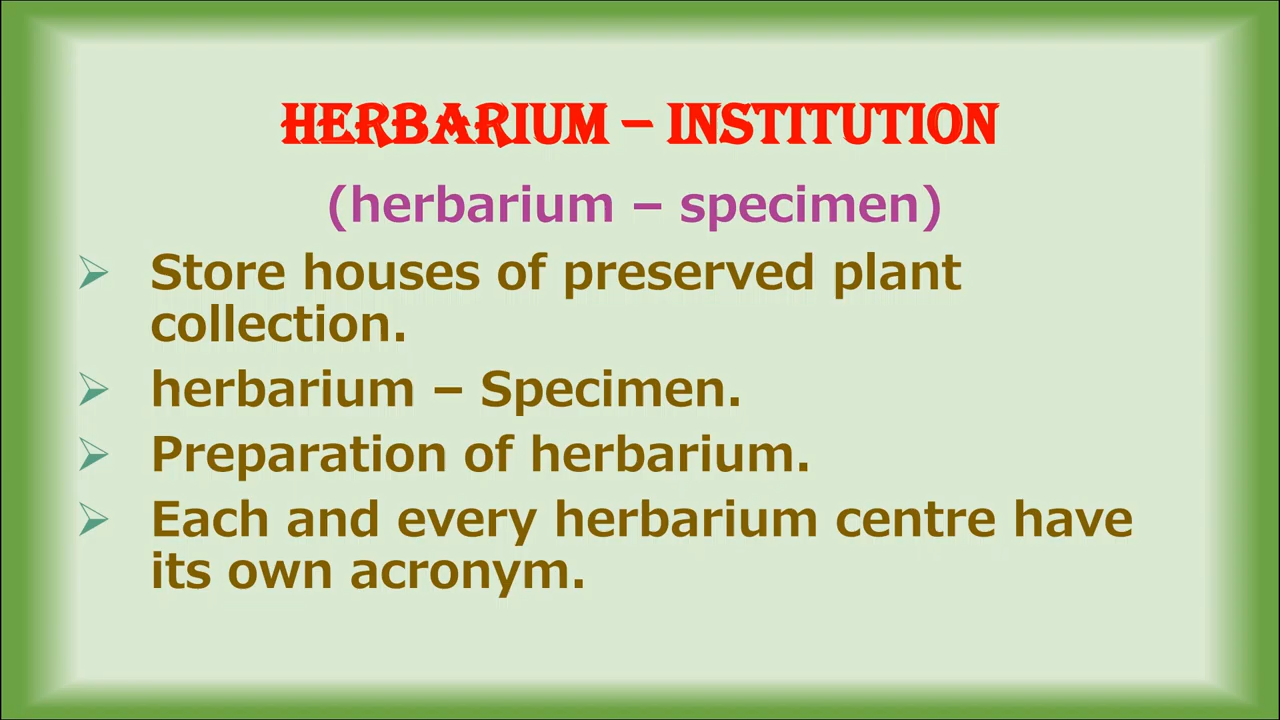 HERBARIUM – INSTITUTION
(herbarium – specimen)
➢ Store houses of preserved plant
collection.
➢ herbarium – Specimen.
➢ Preparation of herbarium.
➢ Each and every herbarium centre have
its own acronym.